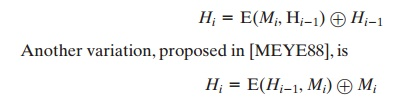 Hᵢ = E(Mᵢ, Hᵢ₋₁) ⊕ Hᵢ₋₁
Another variation, proposed in [MEYE88], is
Hᵢ = E(Hᵢ₋₁, Mᵢ) ⊕ Mᵢ